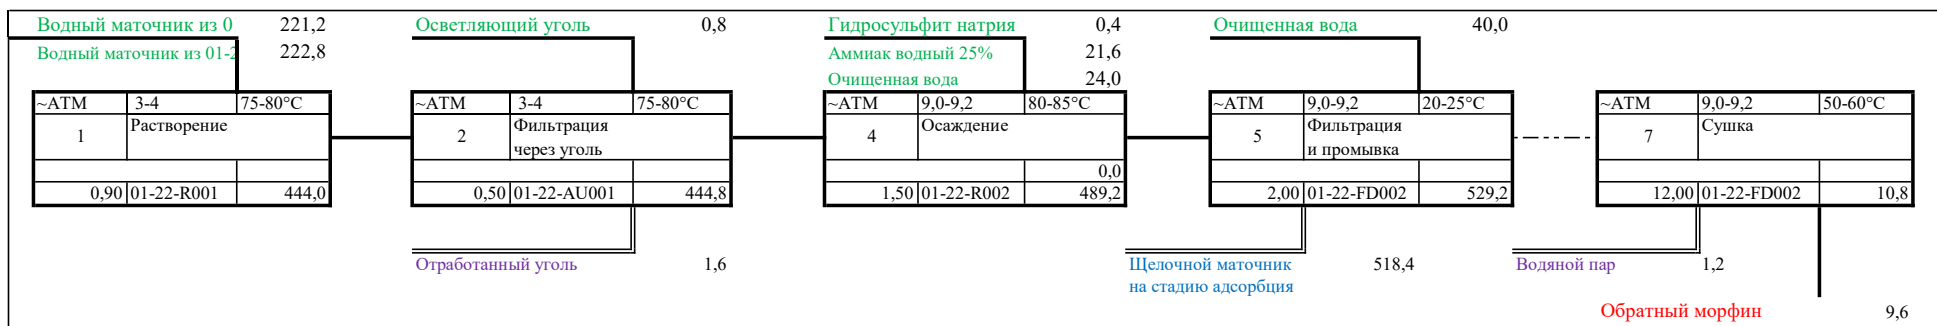 Водный маточник из 0 221,2 Осветляющий уголь 0,8 Гидросульфит натрия 0,4 Очищенная вода 40,0
Водный маточник из 01-2 222,8 Аммиак водный 25% 21,6
Очищенная вода 24,0
~АТМ 3-4 75-80°C ~АТМ 3-4 75-80°C ~АТМ 9,0-9,2 80-85°C ~АТМ 9,0-9,2 20-25°C ~АТМ 9,0-9,2 50-60°C
1 Растворение 2 Фильтрация 4 Осаждение 5 Фильтрация 7 Сушка
через уголь и промывка
0,0
0,90 01-22-R001 444,0 0,50 01-22-AU001 444,8 1,50 01-22-R002 489,2 2,00 01-22-FD002 529,2 12,00 01-22-FD002 10,8
Отработанный уголь 1,6 Щелочной маточник 518,4 Водяной пар 1,2
на стадию адсорбция
Обратный морфин 9,6